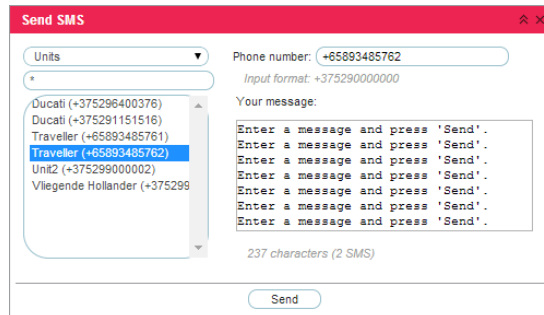 Send SMS
Units
Phone number: +65893485762
*
Input format: +375290000000
Your message:
Ducati (+375296400376)
Ducati (+375291151516)
Traveller (+65893485761)
Traveller (+65893485762)
Unit2 (+375299000002)
Vliegende Hollander (+375299
Enter a message and press 'Send'.
Enter a message and press 'Send'.
Enter a message and press 'Send'.
Enter a message and press 'Send'.
Enter a message and press 'Send'.
Enter a message and press 'Send'.
Enter a message and press 'Send'.
237 characters (2 SMS)
Send